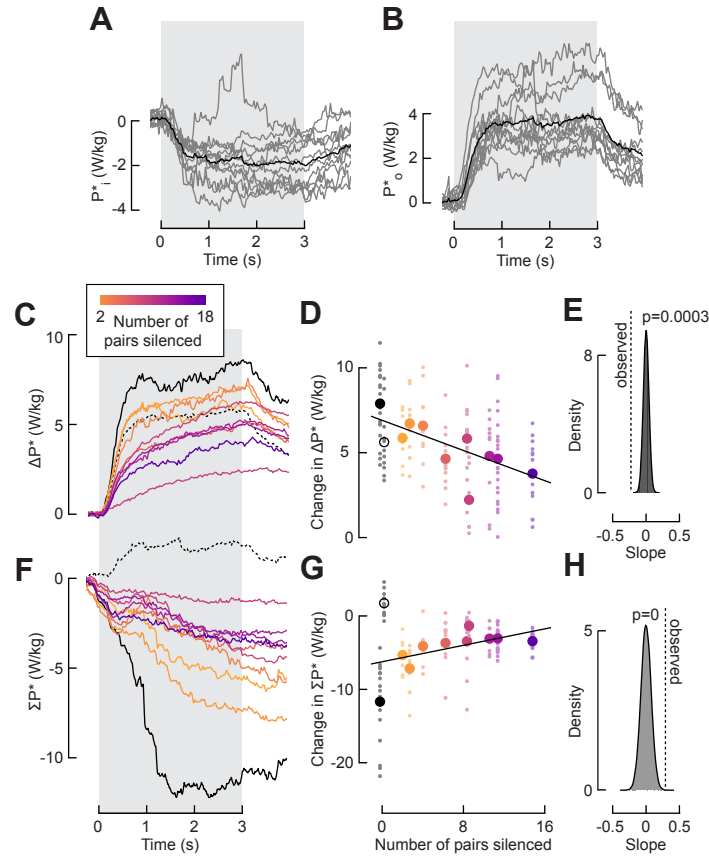 A
0
-2
-4
P*i (W/kg)
0
1
2
3
Time (s)
B
4
2
0
P*o (W/kg)
0
1
2
3
Time (s)
2
18
Number of
pairs silenced
C
10
5
0
ΔP* (W/kg)
D
10
5
0
Change in ΔP* (W/kg)
E
p=0.0003
observed
8
0
Density
-0.5
0
0.5
Slope
F
0
-5
-10
ΣP* (W/kg)
0
1
2
3
Time (s)
G
0
-10
-20
Change in ΣP* (W/kg)
0
8
16
Number of pairs silenced
H
p=0
observed
5
0
Density
-0.5
0
0.5
Slope